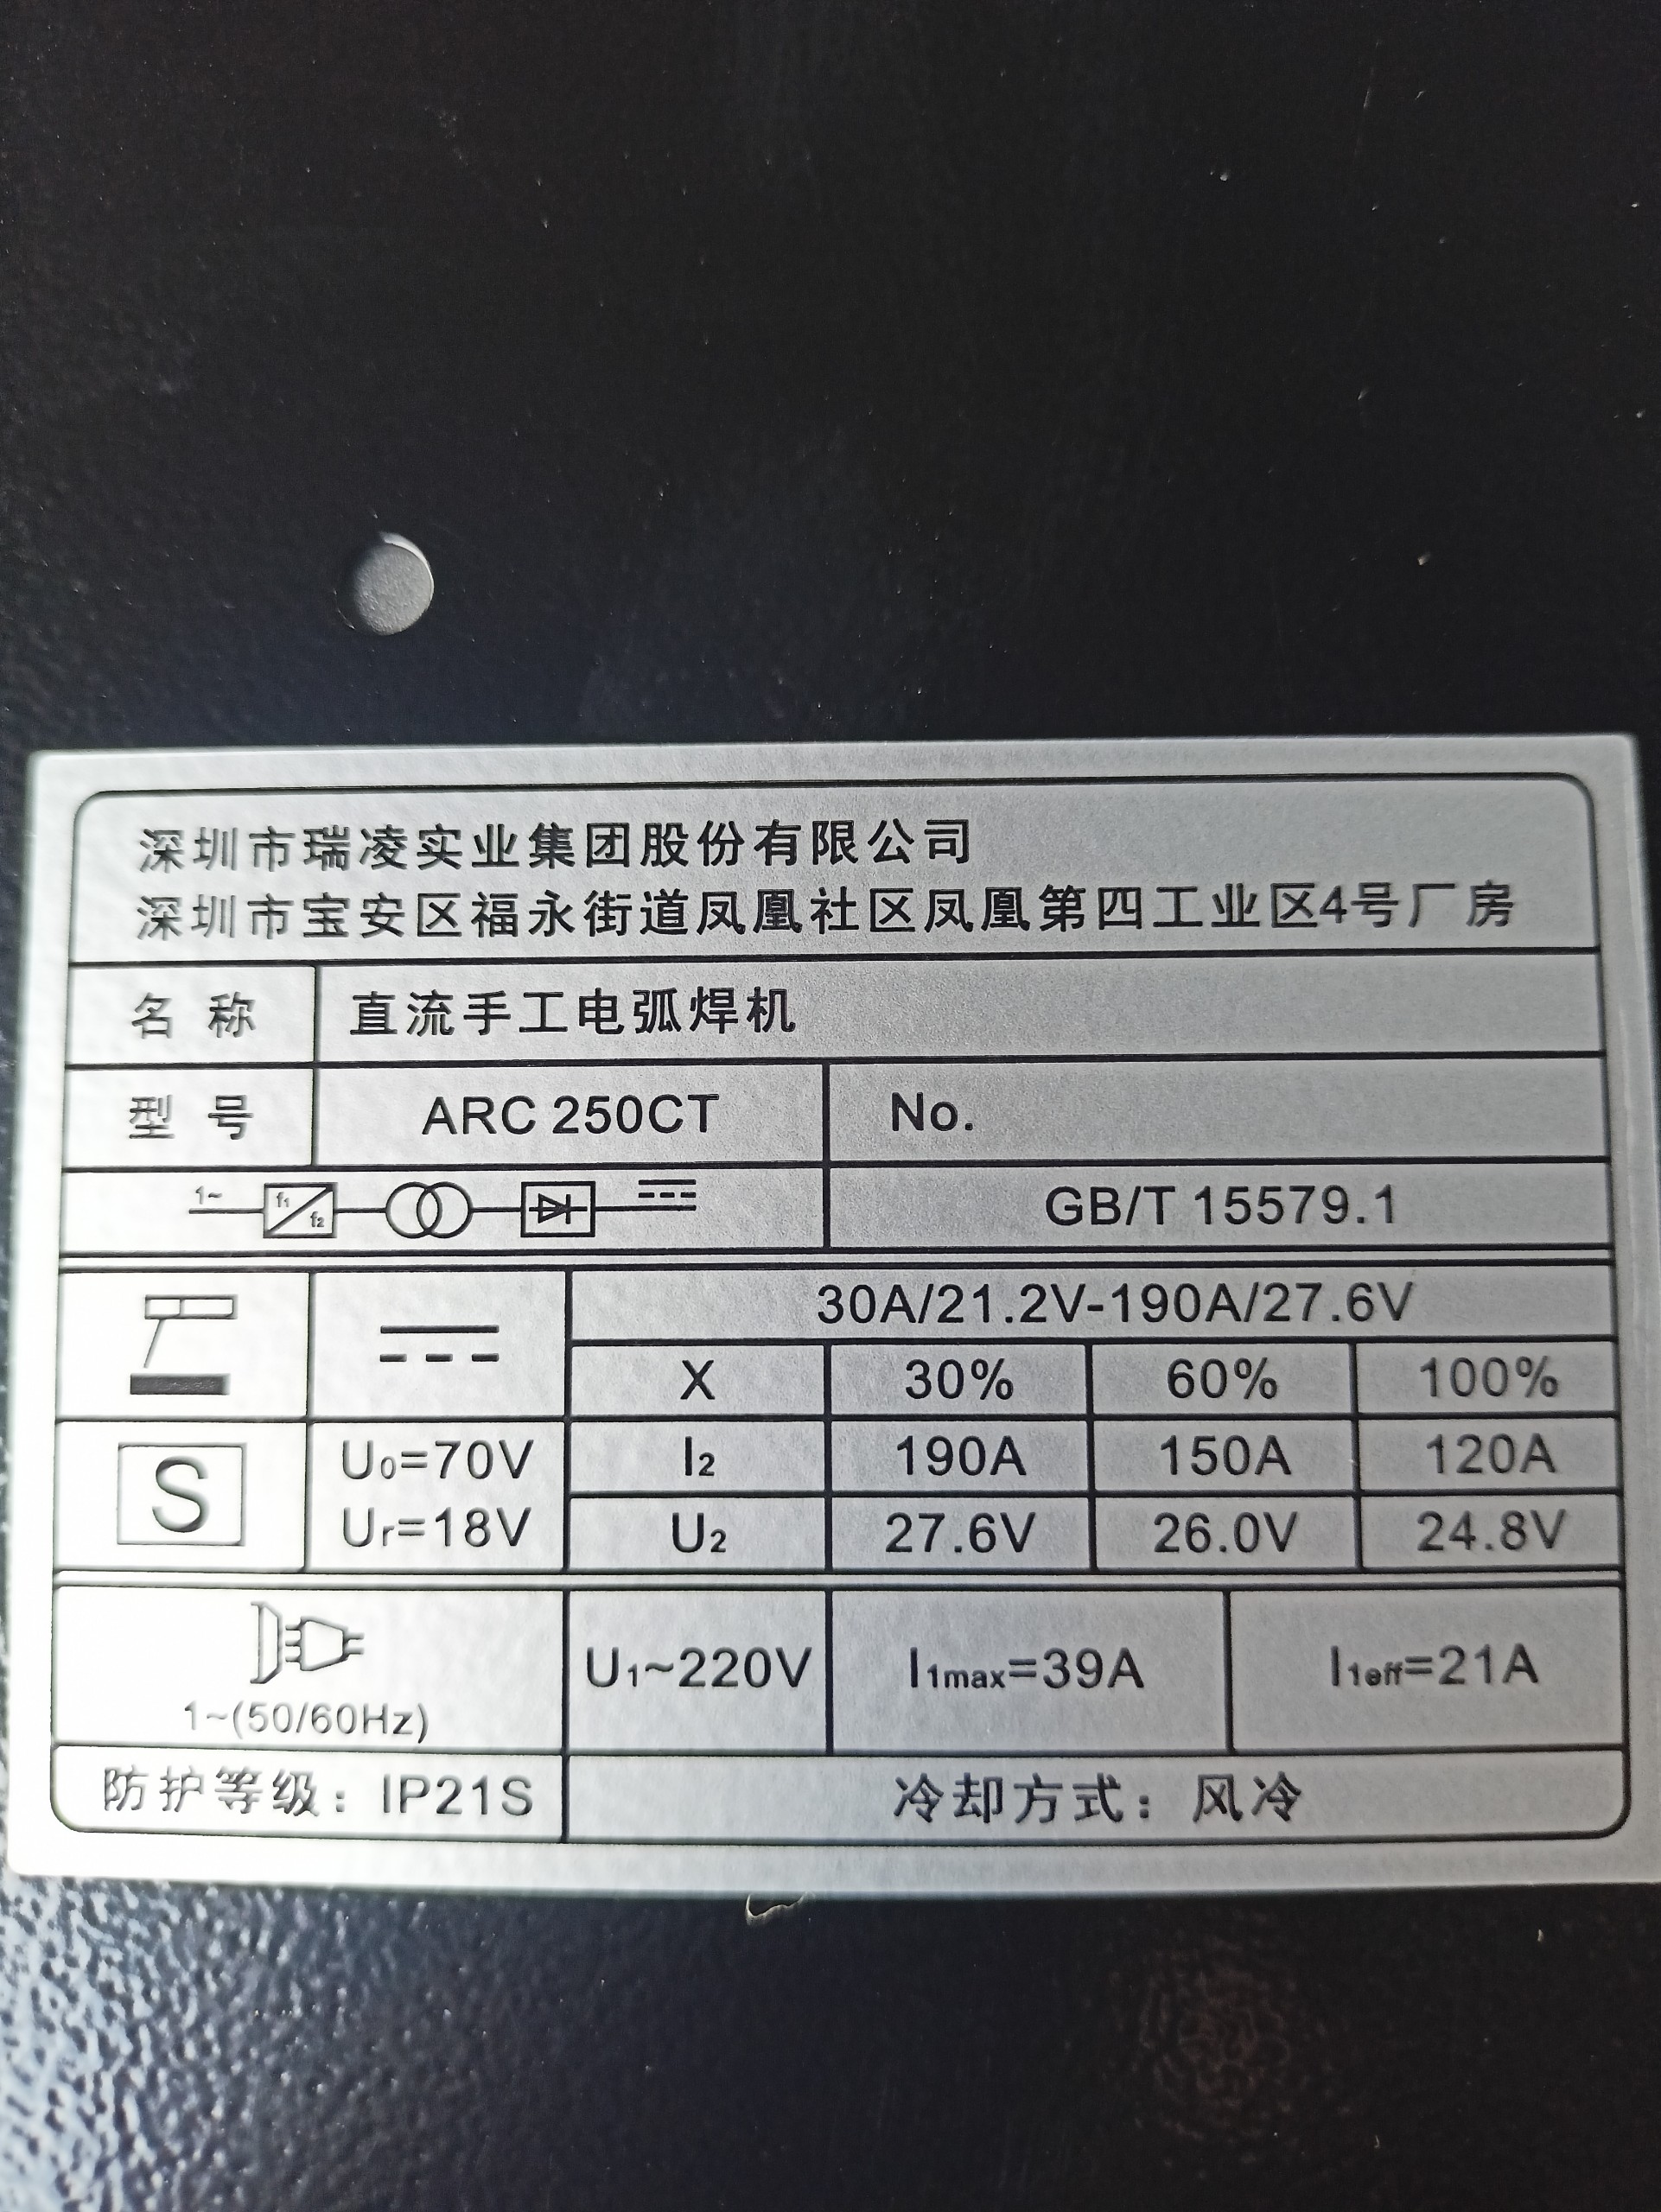 深圳市瑞凌实业集团股份有限公司
深圳市宝安区福永街道凤凰社区凤凰第四工业区4号厂房
名 称 直流手工电弧焊机
型 号 ARC 250CT No.
1~ f₁ f₂ GB/T 15579.1
30A/21.2V-190A/27.6V
X 30% 60% 100%
S U₀=70V I₂ 190A 150A 120A
Uᵣ=18V U₂ 27.6V 26.0V 24.8V
1~(50/60Hz) U₁~220V I₁max=39A I₁eff=21A
防护等级：IP21S 冷却方式：风冷